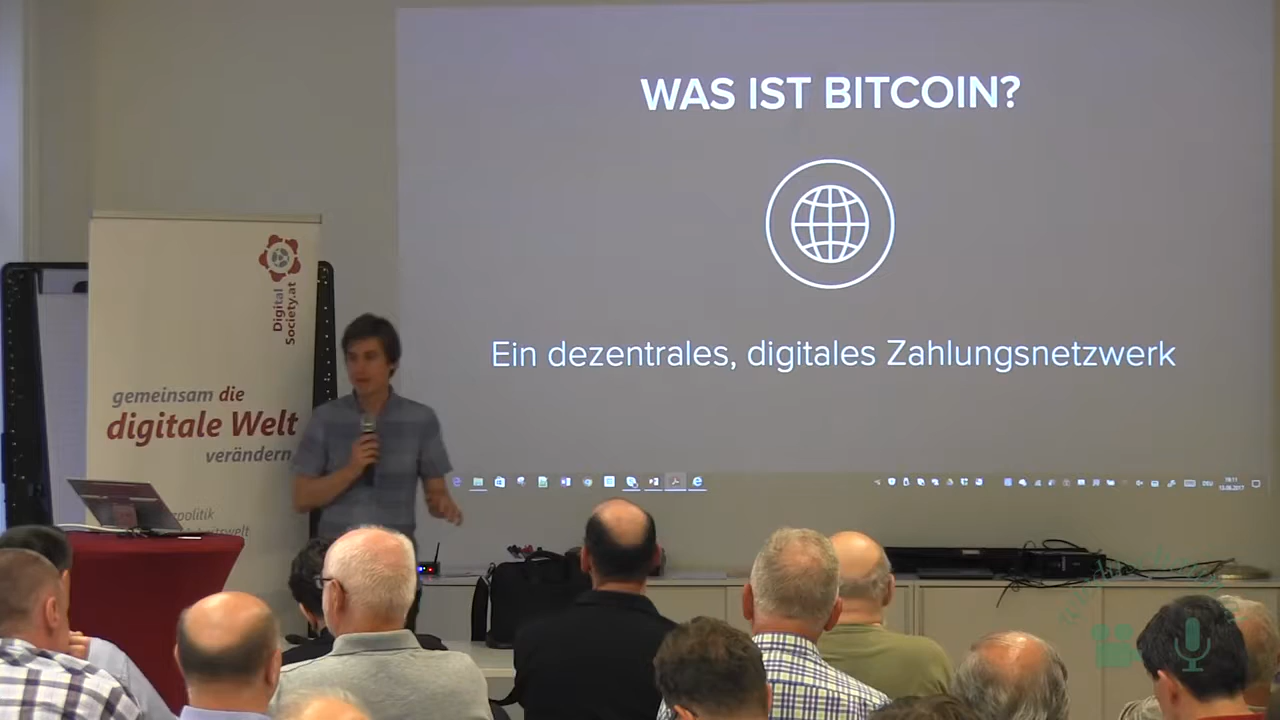 WAS IST BITCOIN?
Ein dezentrales, digitales Zahlungsnetzwerk
Digital
Society.at
gemeinsam die
digitale Welt
verändern